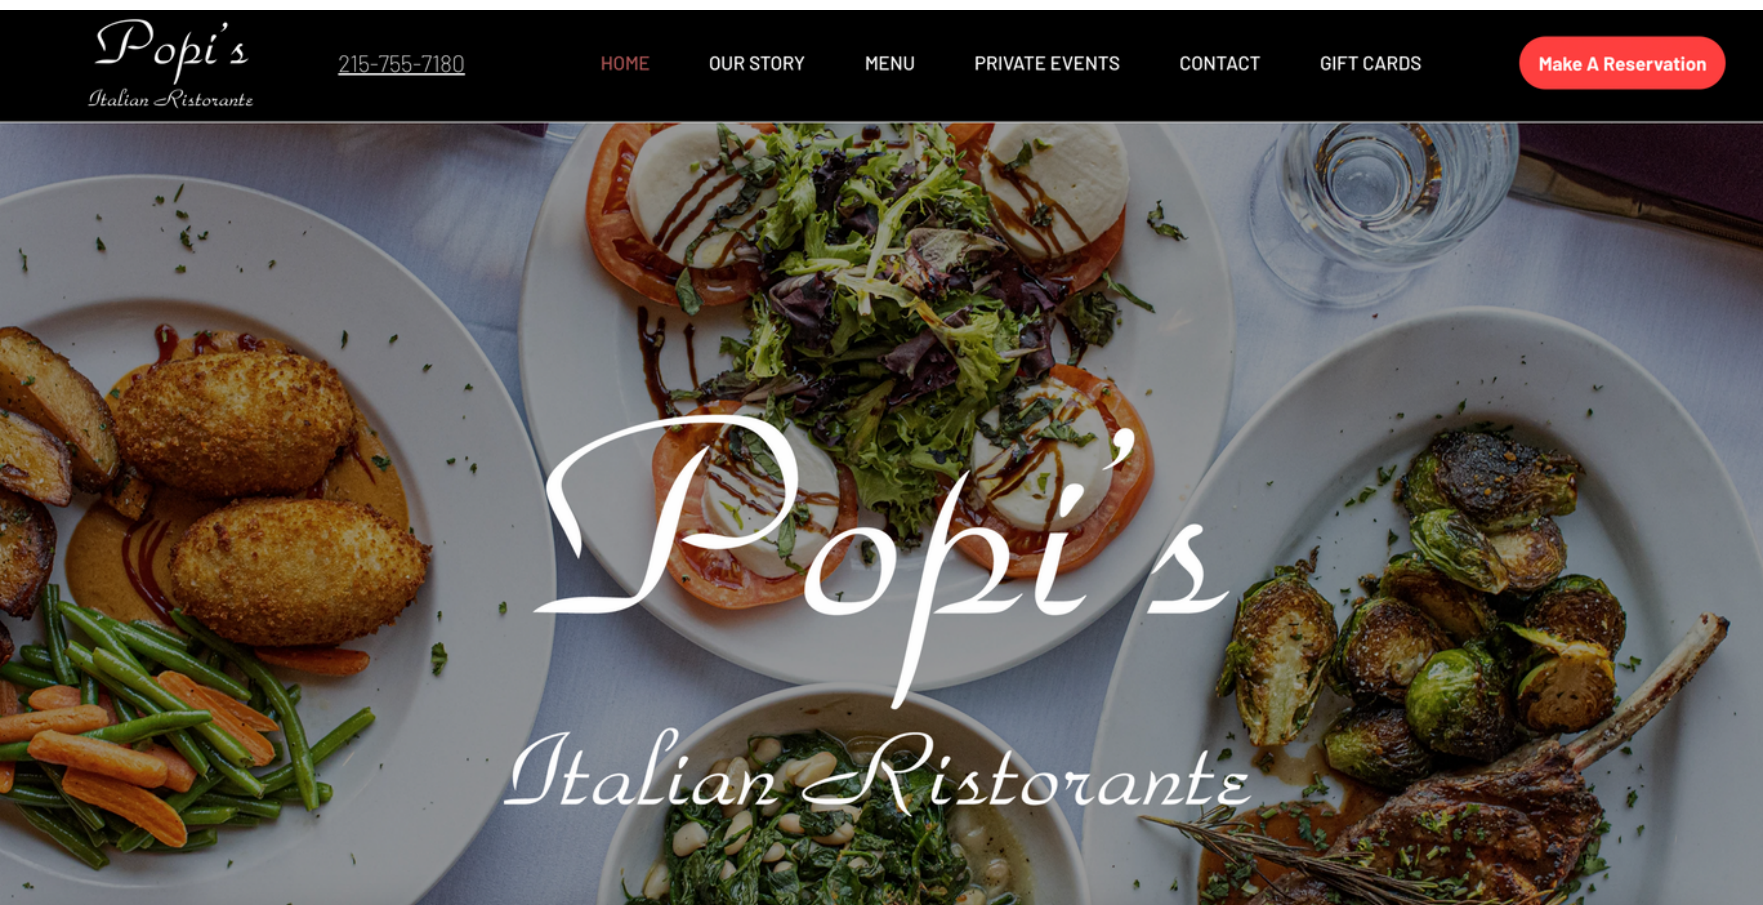 Popi's
Italian Ristorante
215-755-7180
HOME
OUR STORY
MENU
PRIVATE EVENTS
CONTACT
GIFT CARDS
Make A Reservation
Popi's
Italian Ristorante